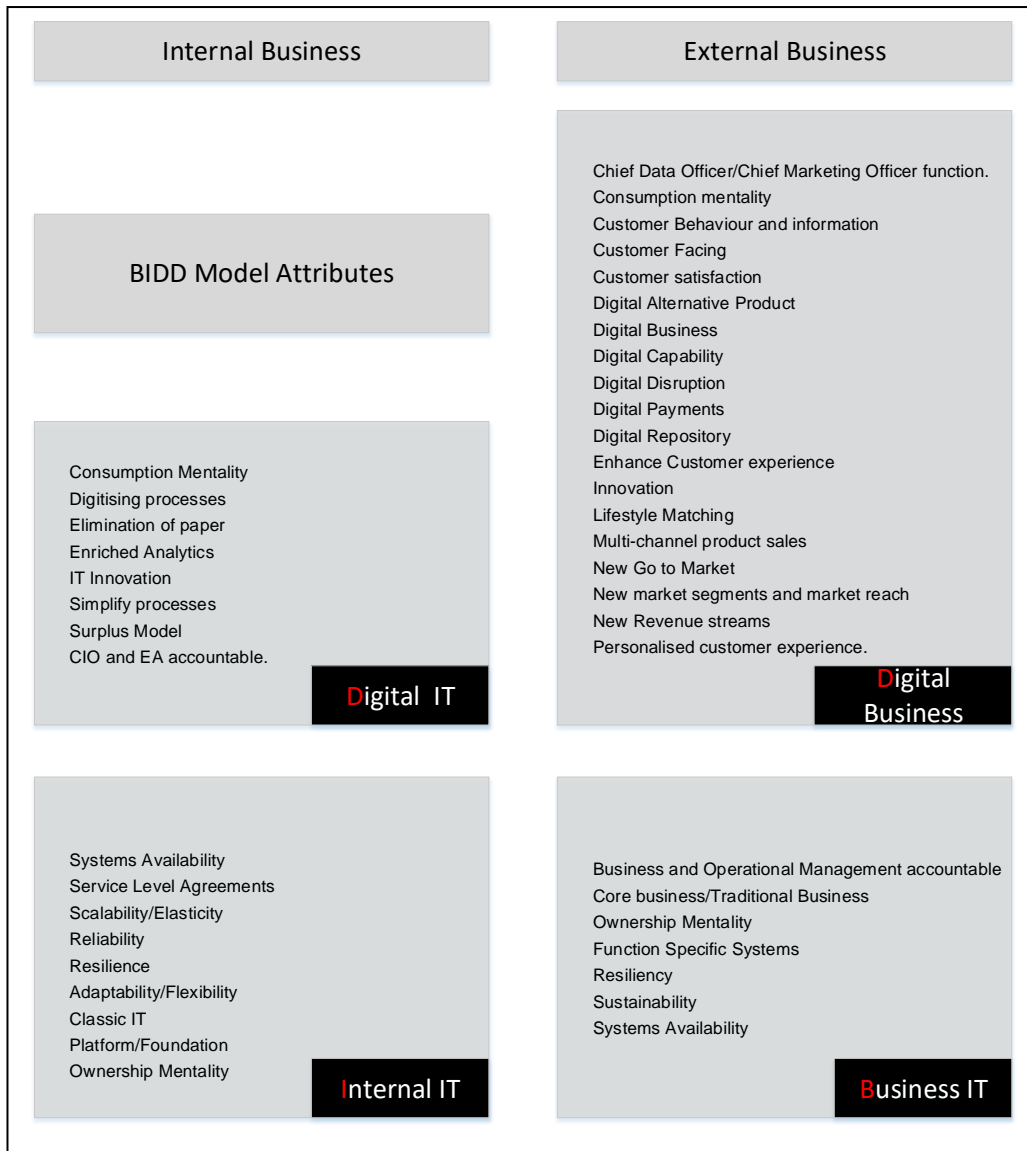 Internal Business
External Business
BIDD Model Attributes
Chief Data Officer/Chief Marketing Officer function.
Consumption mentality
Customer Behaviour and information
Customer Facing
Customer satisfaction
Digital Alternative Product
Digital Business
Digital Capability
Digital Disruption
Digital Payments
Digital Repository
Enhance Customer experience
Innovation
Lifestyle Matching
Multi-channel product sales
New Go to Market
New market segments and market reach
New Revenue streams
Personalised customer experience.
Digital
Business
Consumption Mentality
Digitising processes
Elimination of paper
Enriched Analytics
IT Innovation
Simplify processes
Surplus Model
CIO and EA accountable.
Digital IT
Systems Availability
Service Level Agreements
Scalability/Elasticity
Reliability
Resilience
Adaptability/Flexibility
Classic IT
Platform/Foundation
Ownership Mentality
Internal IT
Business and Operational Management accountable
Core business/Traditional Business
Ownership Mentality
Function Specific Systems
Resiliency
Sustainability
Systems Availability
Business IT